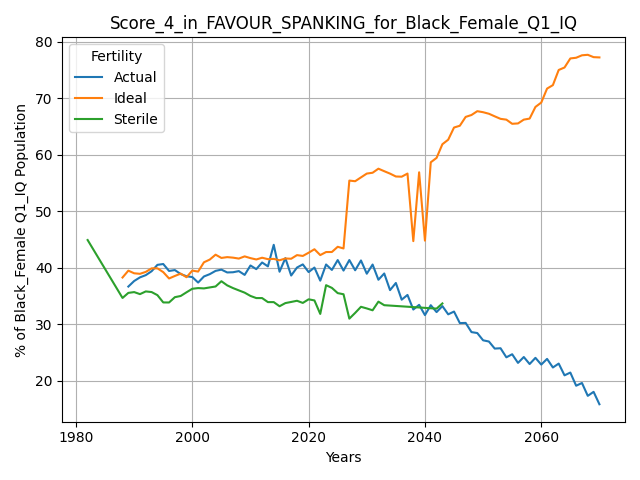 Score_4_in_FAVOUR_SPANKING_for_Black_Female_Q1_IQ
Fertility
Actual
Ideal
Sterile
% of Black_Female Q1_IQ Population
80
70
60
50
40
30
20
1980
2000
2020
2040
2060
Years